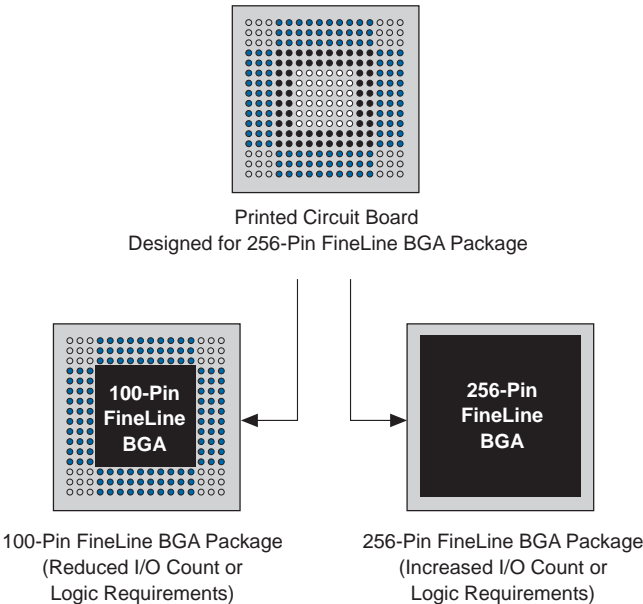 Printed Circuit Board
Designed for 256-Pin FineLine BGA Package
100-Pin
FineLine
BGA
256-Pin
FineLine
BGA
100-Pin FineLine BGA Package
(Reduced I/O Count or
Logic Requirements)
256-Pin FineLine BGA Package
(Increased I/O Count or
Logic Requirements)